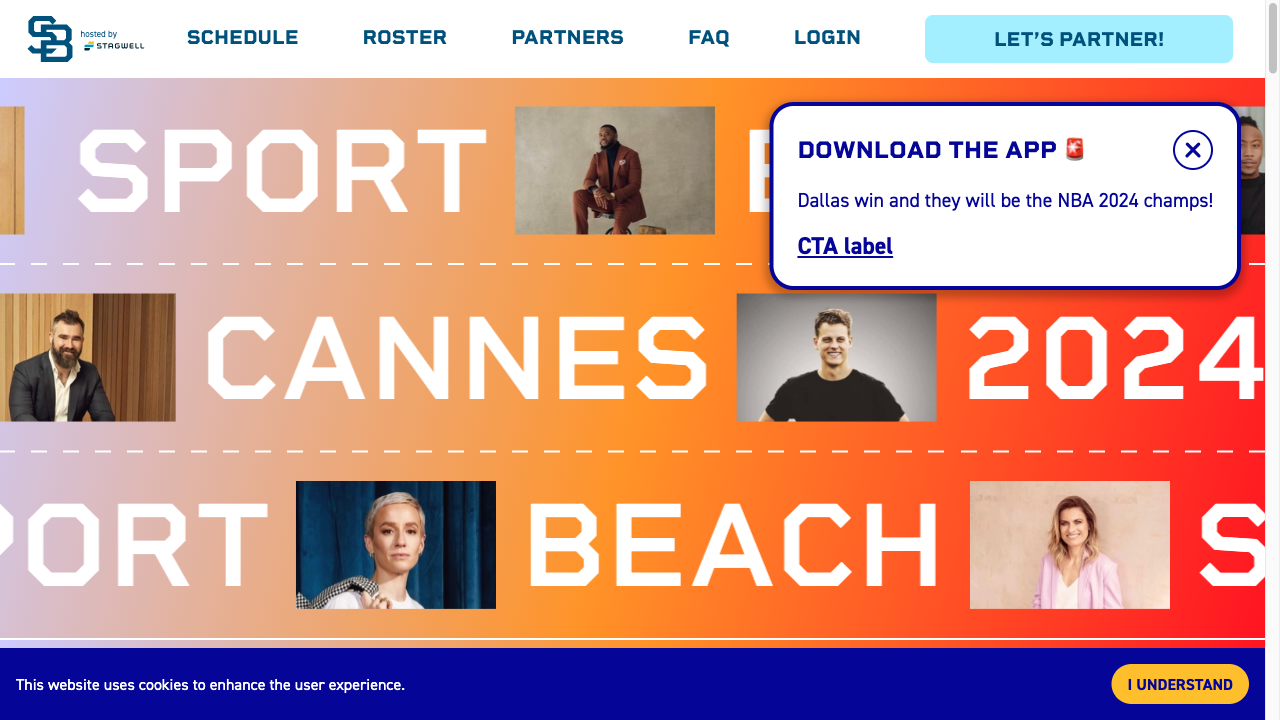 SB
hosted by
STAGWELL
SCHEDULE
ROSTER
PARTNERS
FAQ
LOGIN
LET'S PARTNER!
SPORT
DOWNLOAD THE APP 🚨
Dallas win and they will be the NBA 2024 champs!
CTA label
CANNES
2024
PORT
BEACH
S
This website uses cookies to enhance the user experience.
I UNDERSTAND